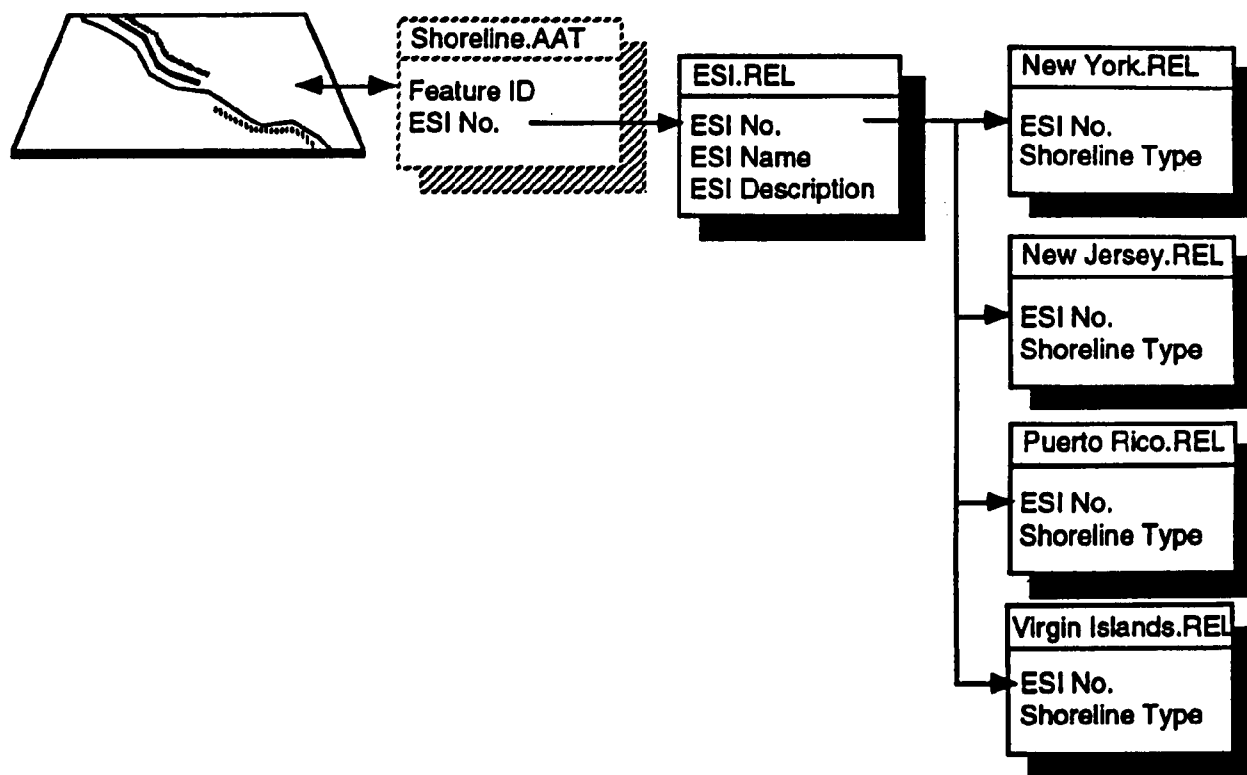 Shoreline.AAT
Feature ID
ESI No.
ESI.REL
ESI No.
ESI Name
ESI Description
New York.REL
ESI No.
Shoreline Type
New Jersey.REL
ESI No.
Shoreline Type
Puerto Rico.REL
ESI No.
Shoreline Type
Virgin Islands.REL
ESI No.
Shoreline Type